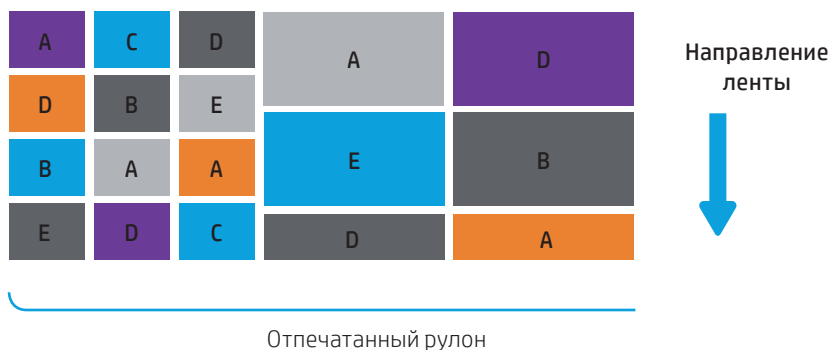 A C D A D
Направление
ленты
D B E
B A A E B
E D C D A
Отпечатанный рулон